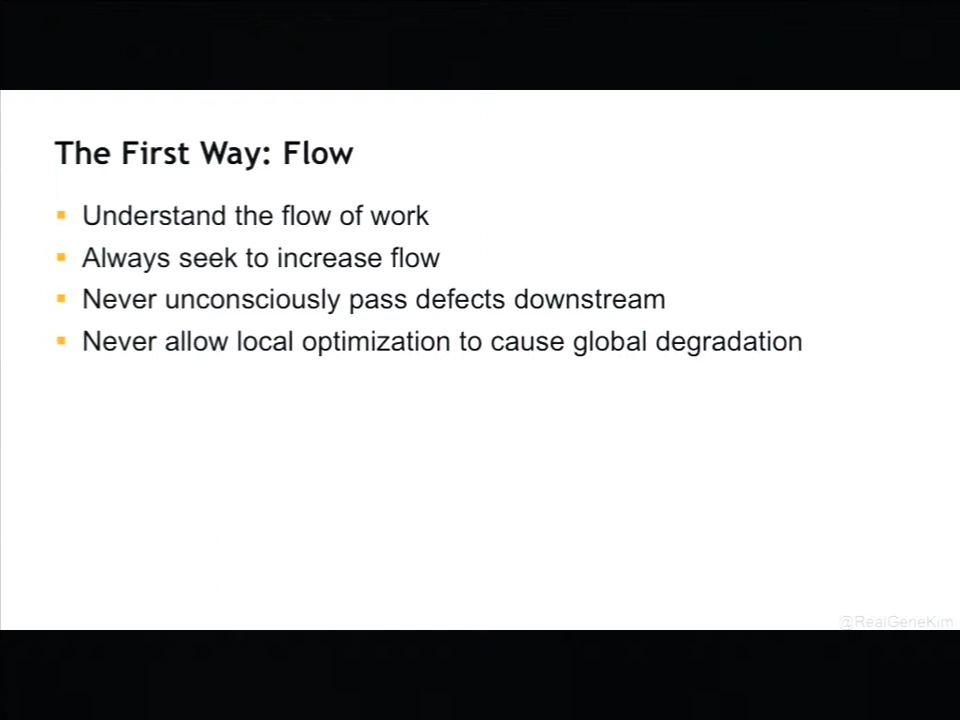 The First Way: Flow
▪ Understand the flow of work
▪ Always seek to increase flow
▪ Never unconsciously pass defects downstream
▪ Never allow local optimization to cause global degradation
@RealGeneKim